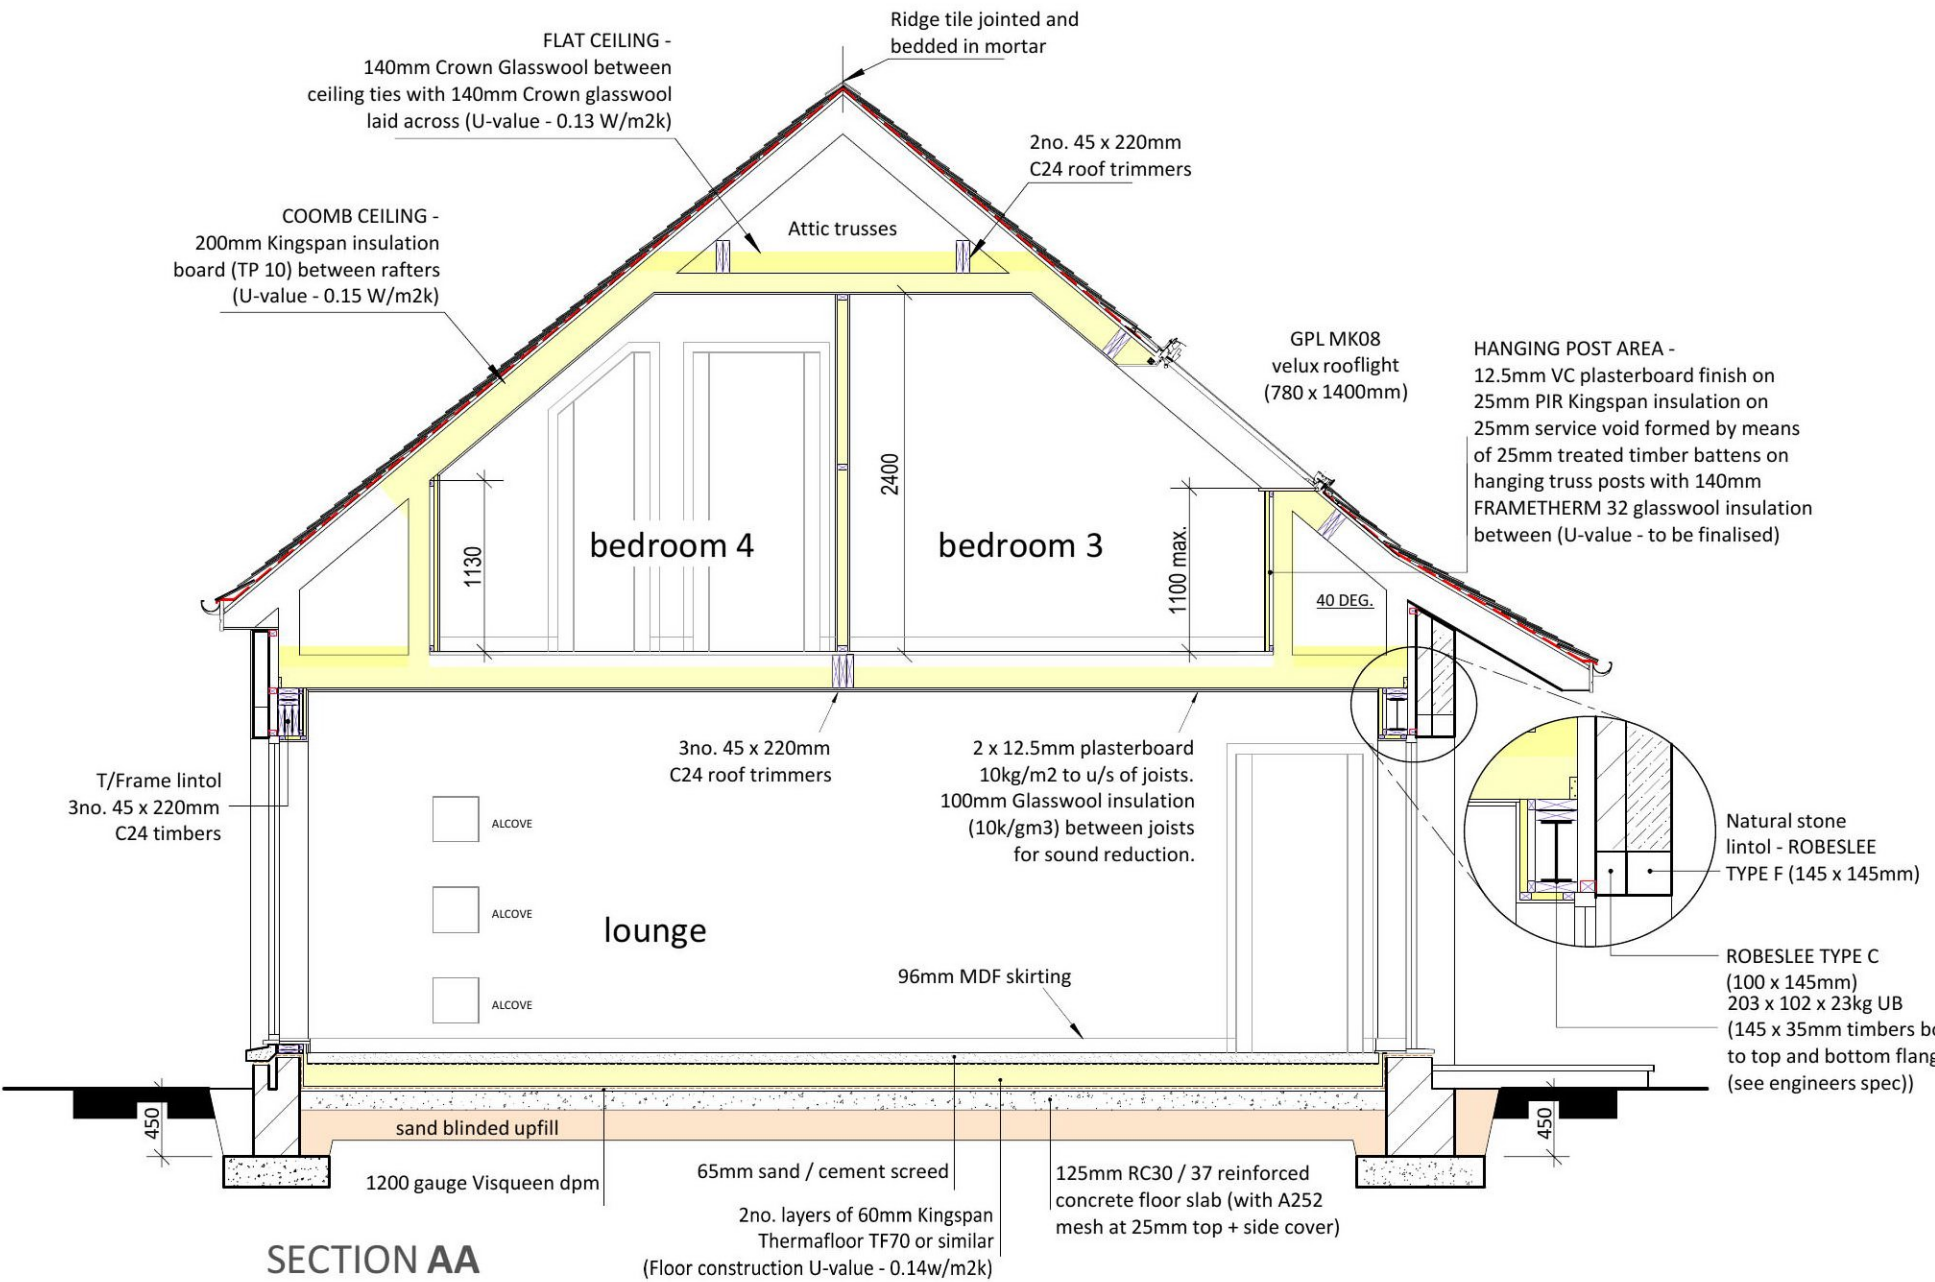 Ridge tile jointed and
bedded in mortar
FLAT CEILING -
140mm Crown Glasswool between
ceiling ties with 140mm Crown glasswool
laid across (U-value - 0.13 W/m2k)
2no. 45 x 220mm
C24 roof trimmers
COOMB CEILING -
200mm Kingspan insulation
board (TP 10) between rafters
(U-value - 0.15 W/m2k)
Attic trusses
GPL MK08
velux rooflight
(780 x 1400mm)
HANGING POST AREA -
12.5mm VC plasterboard finish on
25mm PIR Kingspan insulation on
25mm service void formed by means
of 25mm treated timber battens on
hanging truss posts with 140mm
FRAMETHERM 32 glasswool insulation
between (U-value - to be finalised)
2400
1130
bedroom 4
bedroom 3
1100 max.
40 DEG.
T/Frame lintol
3no. 45 x 220mm
C24 timbers
3no. 45 x 220mm
C24 roof trimmers
2 x 12.5mm plasterboard
10kg/m2 to u/s of joists.
100mm Glasswool insulation
(10k/gm3) between joists
for sound reduction.
ALCOVE
ALCOVE
ALCOVE
lounge
Natural stone
lintol - ROBESLEE
TYPE F (145 x 145mm)
ROBESLEE TYPE C
(100 x 145mm)
203 x 102 x 23kg UB
(145 x 35mm timbers
to top and bottom
(see engineers spec))
96mm MDF skirting
450
450
sand blinded upfill
1200 gauge Visqueen dpm
65mm sand / cement screed
2no. layers of 60mm Kingspan
Thermafloor TF70 or similar
(Floor construction U-value - 0.14w/m2k)
125mm RC30 / 37 reinforced
concrete floor slab (with A252
mesh at 25mm top + side cover)
SECTION AA